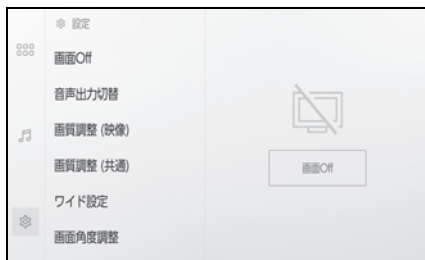 設定
画面Off
音声出力切替
画質調整 (映像)
画質調整 (共通)
ワイド設定
画面角度調整
画面Off